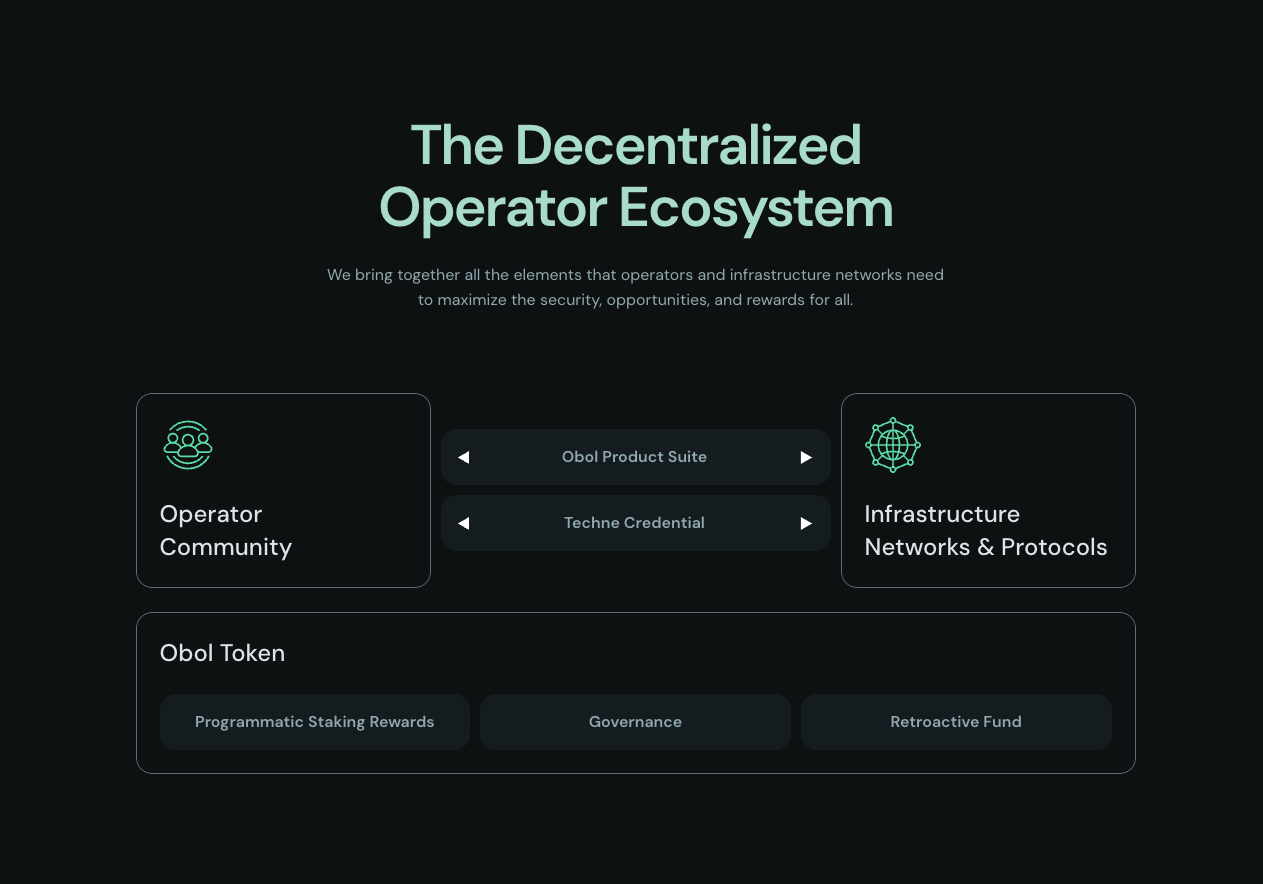 The Decentralized
Operator Ecosystem
We bring together all the elements that operators and infrastructure networks need
to maximize the security, opportunities, and rewards for all.
Operator
Community
Obol Product Suite
Techne Credential
Infrastructure
Networks & Protocols
Obol Token
Programmatic Staking Rewards
Governance
Retroactive Fund